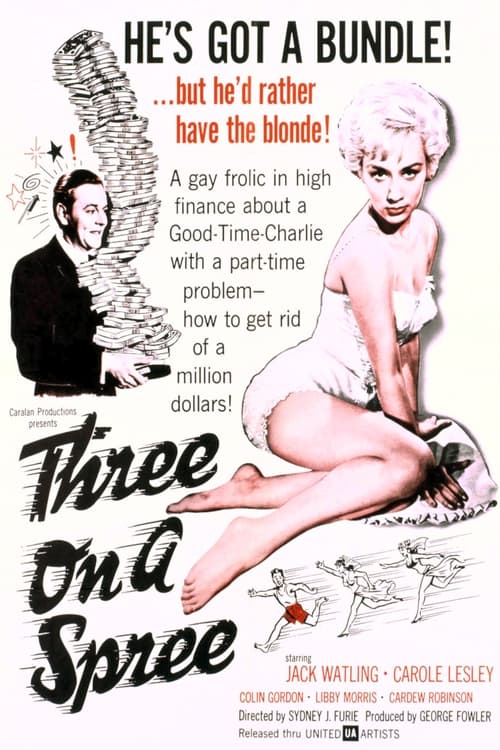 HE'S GOT A BUNDLE!
...but he'd rather
have the blonde!
A gay frolic in high
finance about a
Good-Time-Charlie
with a part-time
problem—
how to get rid
of a
million
dollars!
Caralan Productions
presents
Three
On A
Spree
starring
JACK WATLING · CAROLE LESLEY
COLIN GORDON · LIBBY MORRIS · CARDEW ROBINSON
Directed by SYDNEY J. FURIE Produced by GEORGE FOWLER
Released thru UNITED UA ARTISTS